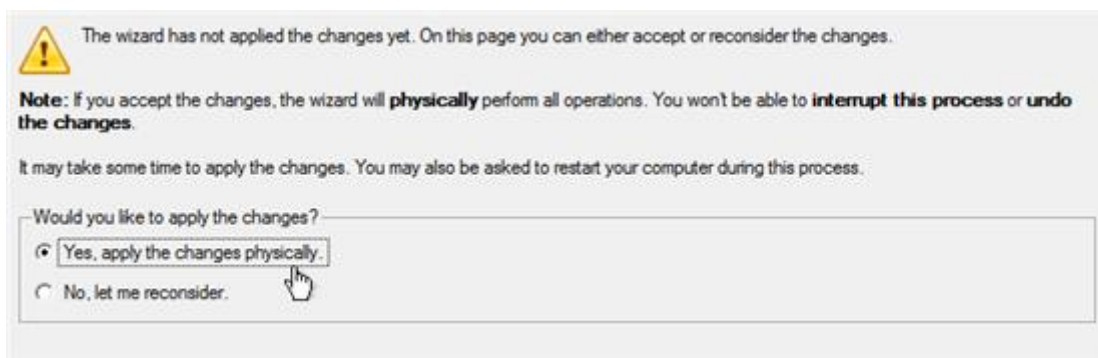 The wizard has not applied the changes yet. On this page you can either accept or reconsider the changes.
Note: If you accept the changes, the wizard will physically perform all operations. You won't be able to interrupt this process or undo
the changes.
It may take some time to apply the changes. You may also be asked to restart your computer during this process.
Would you like to apply the changes?
Yes, apply the changes physically.
No, let me reconsider.